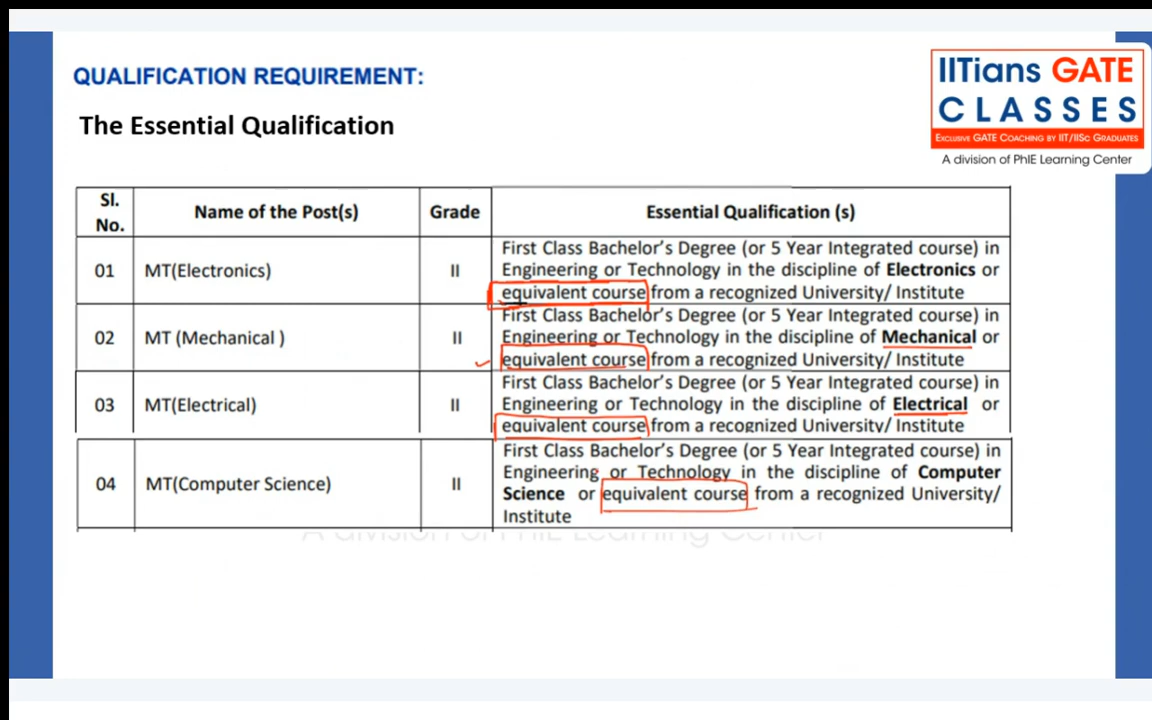 QUALIFICATION REQUIREMENT:
The Essential Qualification
IITians GATE
CLASSES
EXCLUSIVE GATE COACHING BY IIT/IISC GRADUATES
A division of PhIE Learning Center
Sl. No. Name of the Post(s) Grade Essential Qualification (s)
01 MT(Electronics) II First Class Bachelor's Degree (or 5 Year Integrated course) in
Engineering or Technology in the discipline of Electronics or
equivalent course from a recognized University/ Institute
02 MT (Mechanical ) II First Class Bachelor's Degree (or 5 Year Integrated course) in
Engineering or Technology in the discipline of Mechanical or
equivalent course from a recognized University/ Institute
03 MT(Electrical) II First Class Bachelor's Degree (or 5 Year Integrated course) in
Engineering or Technology in the discipline of Electrical or
equivalent course from a recognized University/ Institute
04 MT(Computer Science) II First Class Bachelor's Degree (or 5 Year Integrated course) in
Engineering or Technology in the discipline of Computer
Science or equivalent course from a recognized University/
Institute
A division of PhIE Learning Center